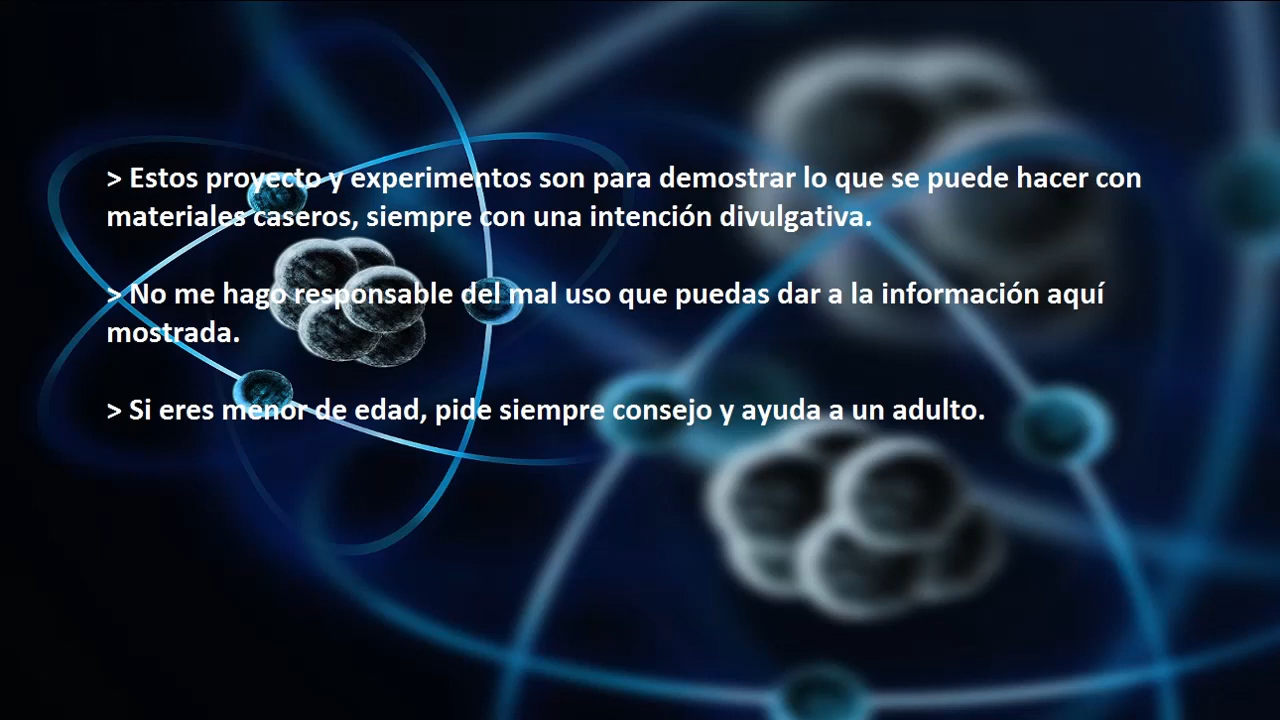 > Estos proyecto y experimentos son para demostrar lo que se puede hacer con
materiales caseros, siempre con una intención divulgativa.
> No me hago responsable del mal uso que puedas dar a la información aquí
mostrada.
> Si eres menor de edad, pide siempre consejo y ayuda a un adulto.